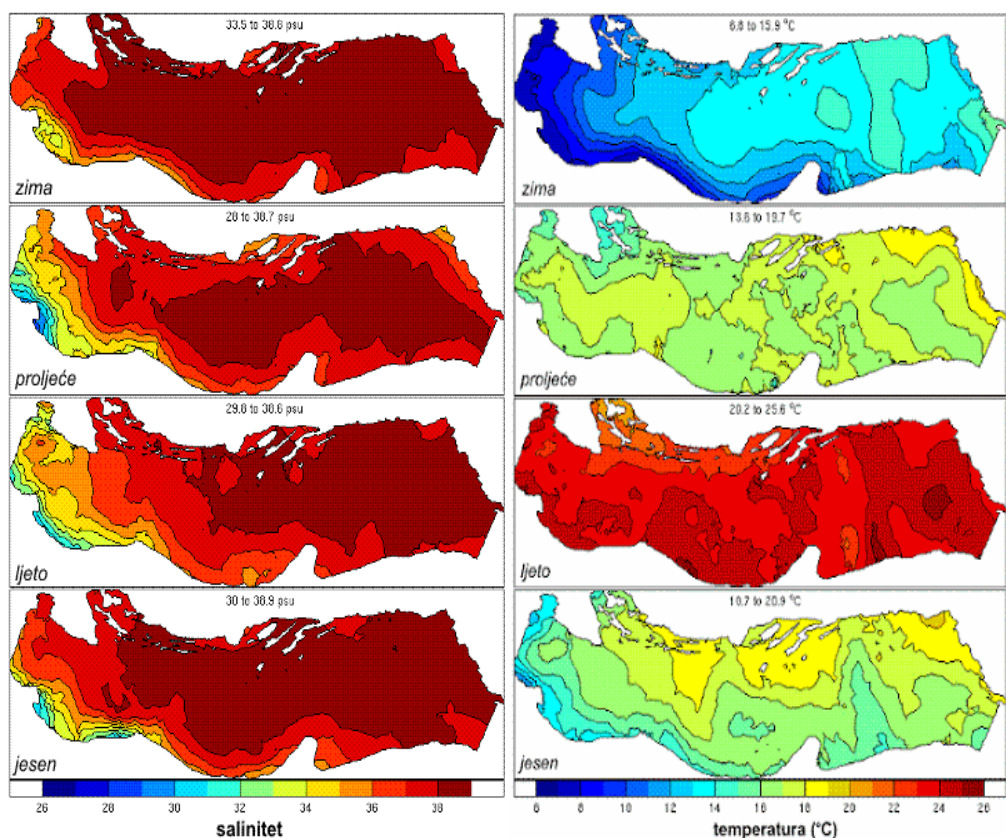 33.5 to 38.8 psu
zima
6.8 to 15.9 °C
zima
28 to 38.7 psu
proljeće
13.6 to 19.7 °C
proljeće
29.8 to 38.6 psu
ljeto
20.2 to 25.6 °C
ljeto
30 to 38.9 psu
jesen
10.7 to 20.9 °C
jesen
26 28 30 32 34 36 38
salinitet
6 8 10 12 14 16 18 20 22 24 26
temperatura (°C)